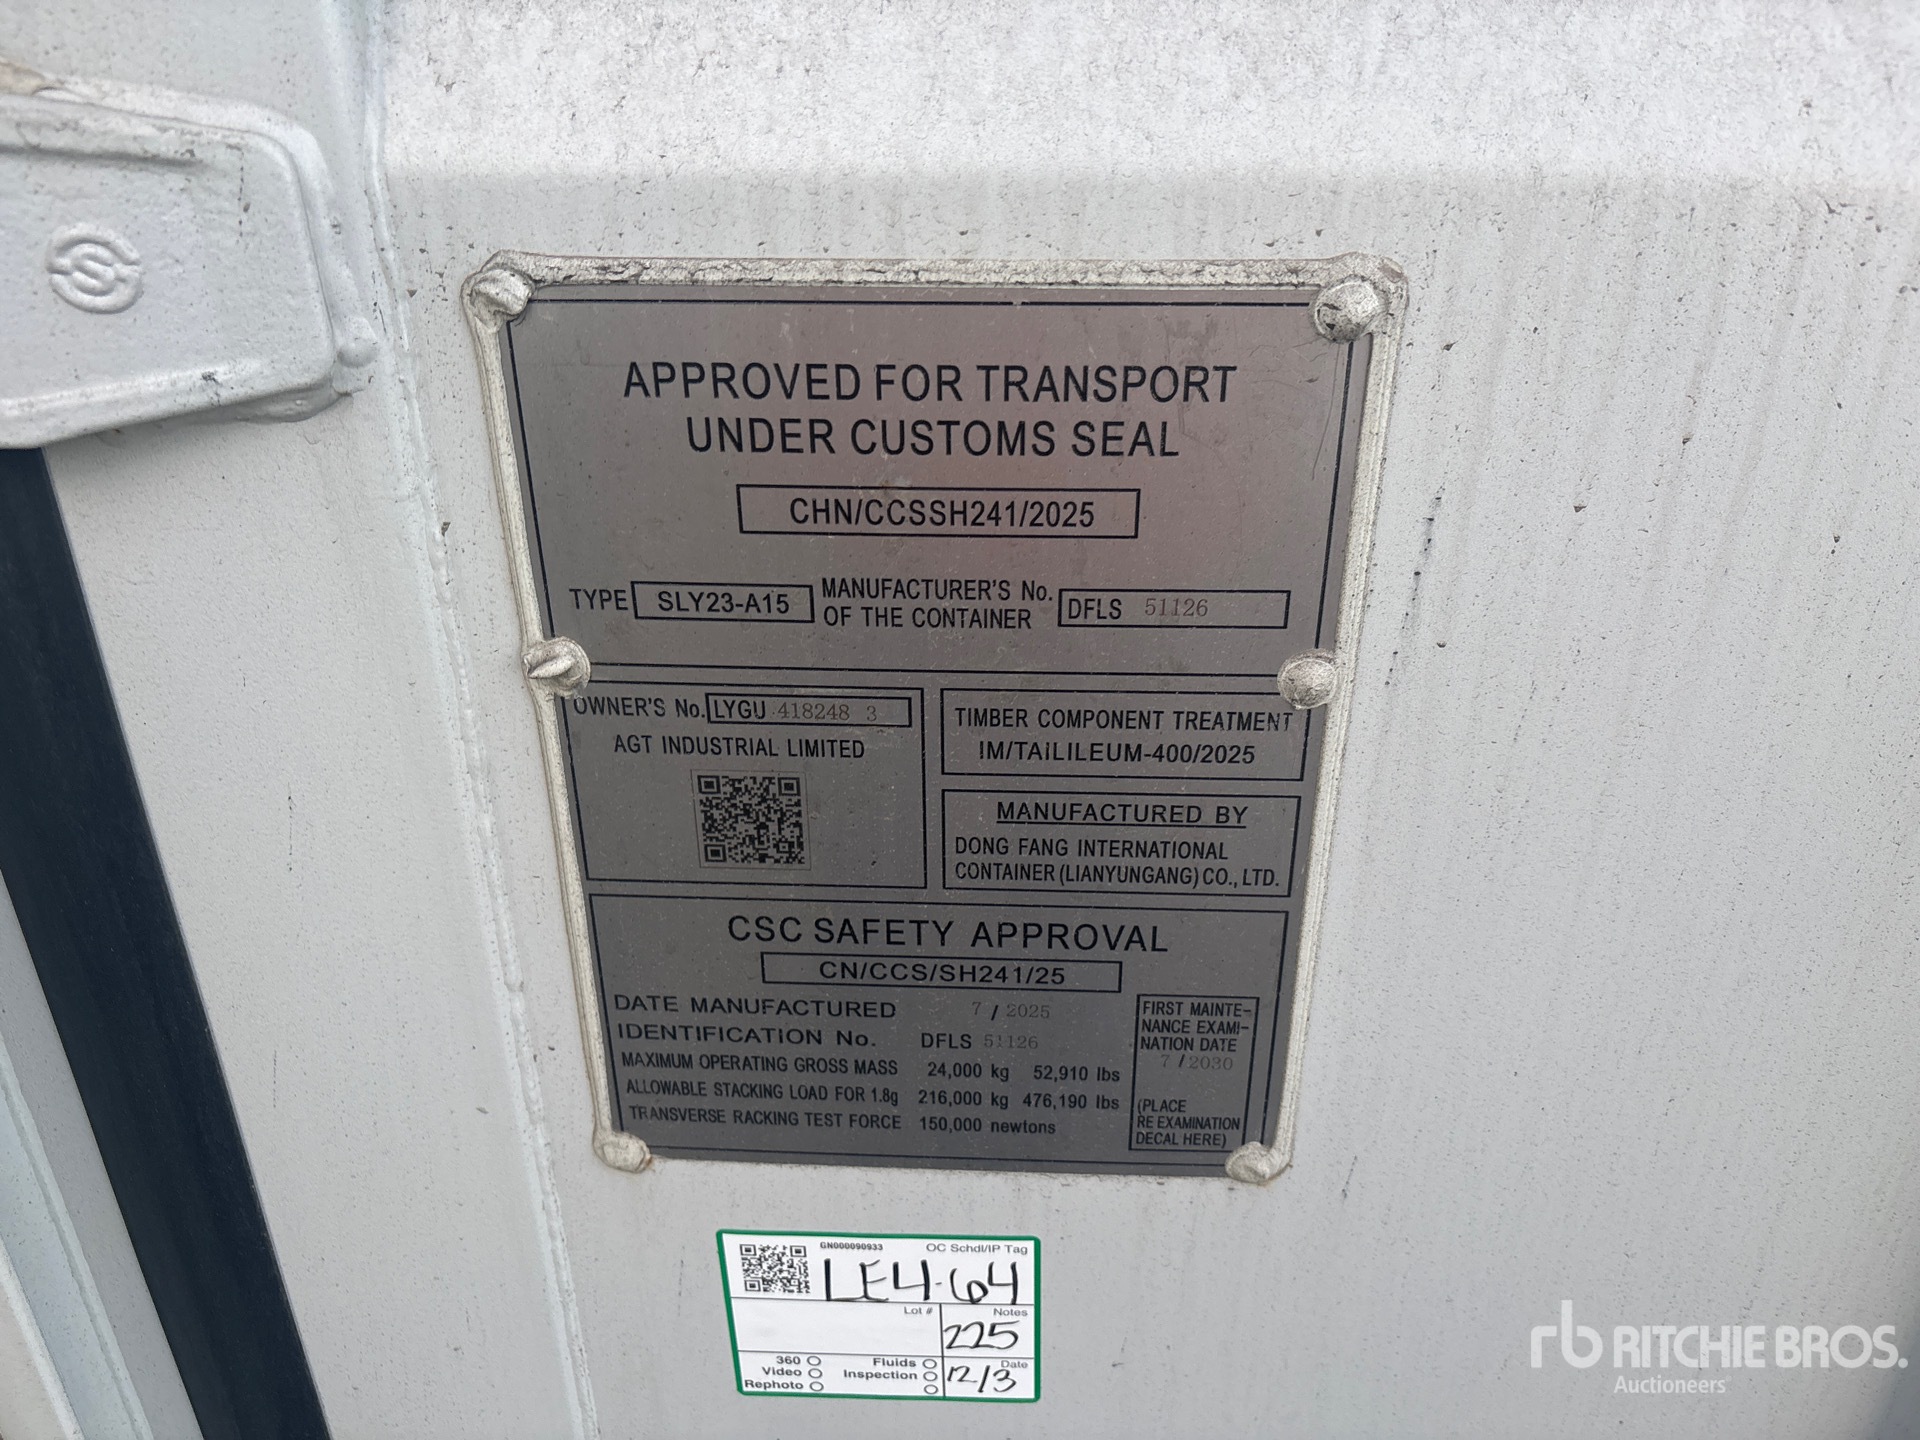 APPROVED FOR TRANSPORT
UNDER CUSTOMS SEAL
CHN/CCSSH241/2025
TYPE SLY23-A15 MANUFACTURER'S No. OF THE CONTAINER DFLS 51126
OWNER'S No. LYGU 418248 3
AGT INDUSTRIAL LIMITED
TIMBER COMPONENT TREATMENT
IM/TAILILEUM-400/2025
MANUFACTURED BY
DONG FANG INTERNATIONAL
CONTAINER (LIANYUNGANG) CO., LTD.
CSC SAFETY APPROVAL
CN/CCS/SH241/25
DATE MANUFACTURED 7 / 2025
IDENTIFICATION No. DFLS 51126
MAXIMUM OPERATING GROSS MASS 24,000 kg 52,910 lbs
ALLOWABLE STACKING LOAD FOR 1.8g 216,000 kg 476,190 lbs
TRANSVERSE RACKING TEST FORCE 150,000 newtons
FIRST MAINTE-
NANCE EXAMI-
NATION DATE
7 / 2030
(PLACE
RE EXAMINATION
DECAL HERE)
GN000090933 OC Schdl/IP Tag
LE4-64
Lot # Notes
225
360 Fluids Date
Video Inspection 12/3
Rephoto
rb RITCHIE BROS.
Auctioneers